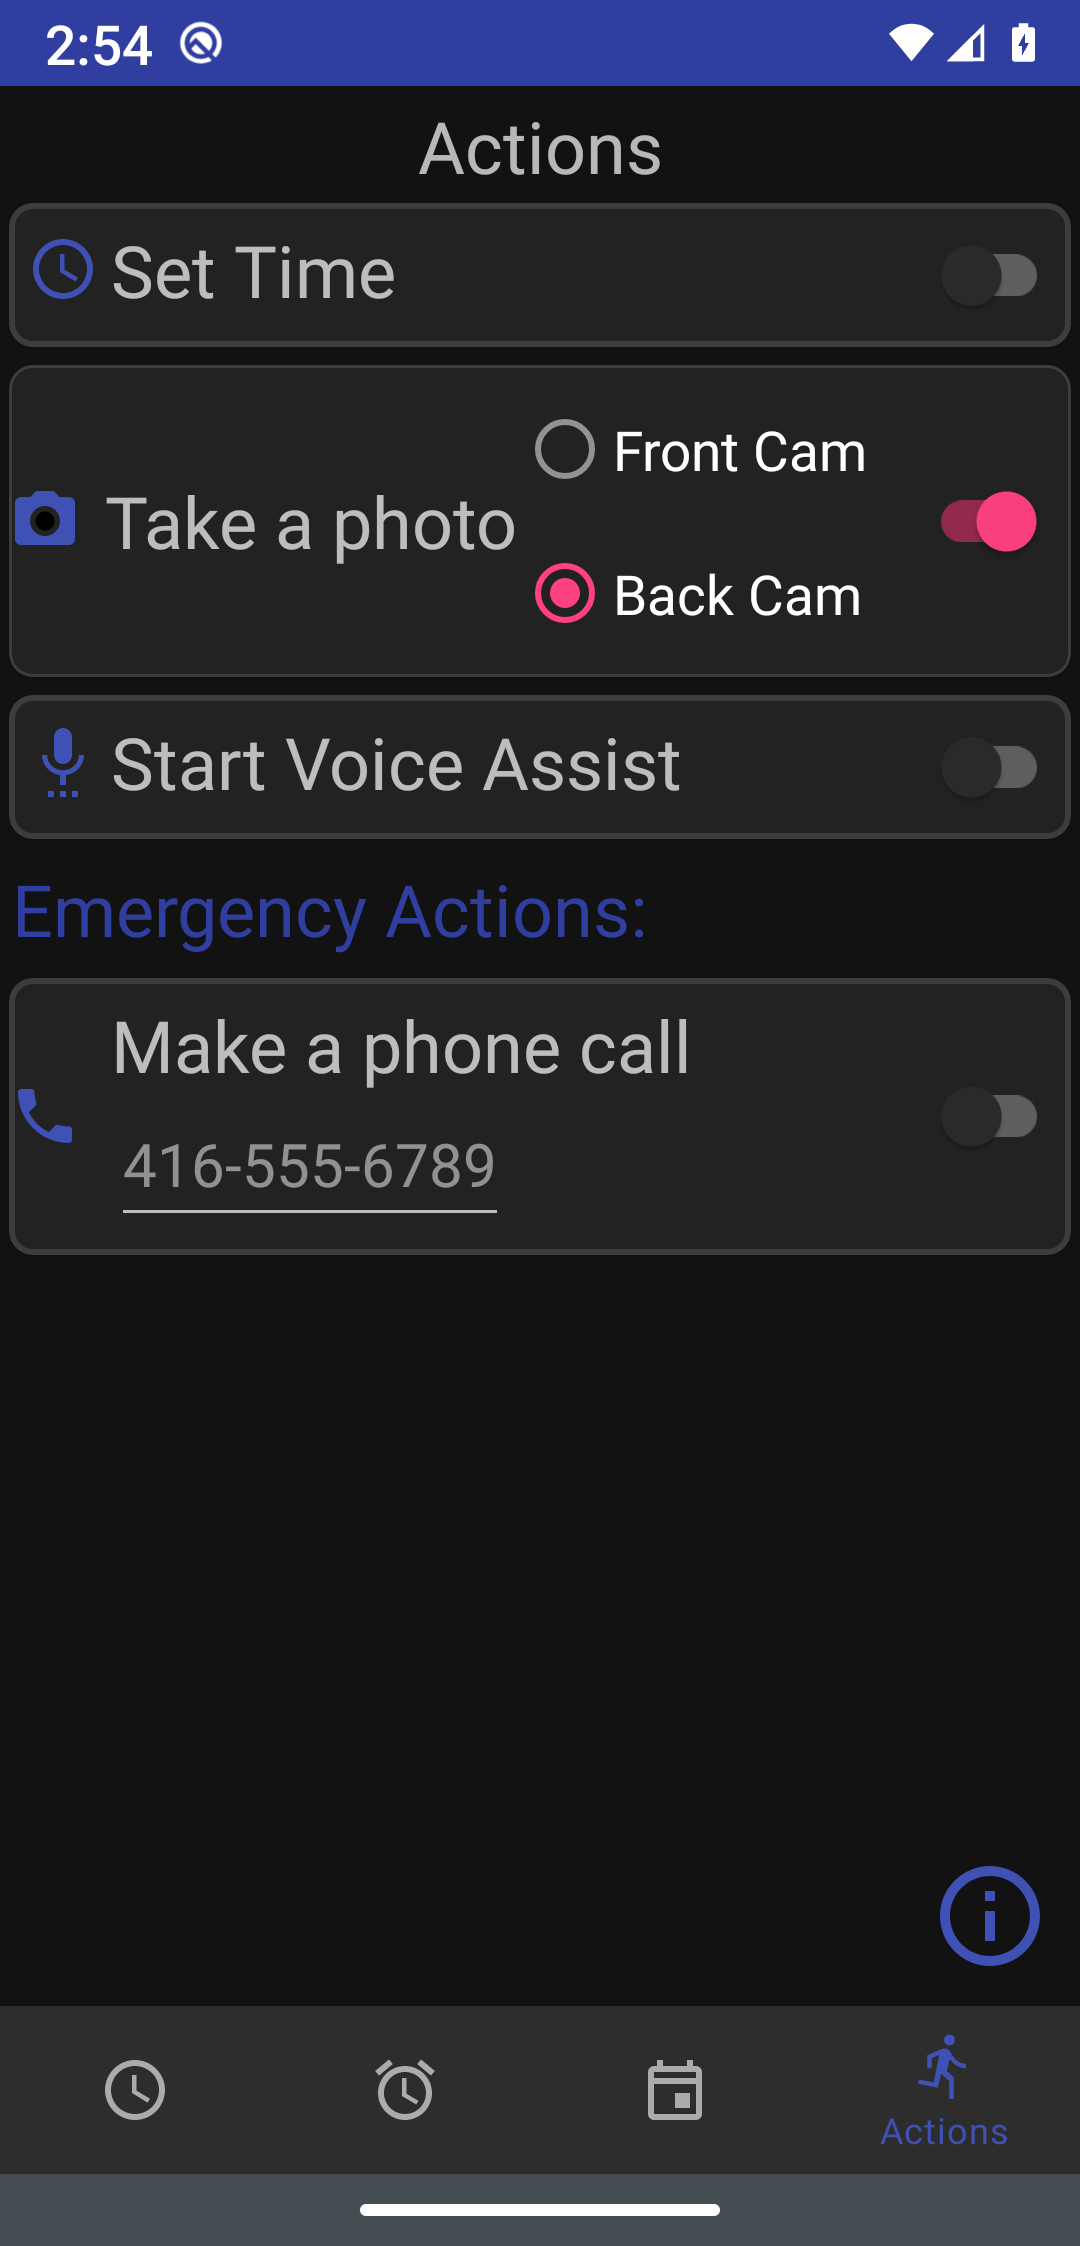 2:54
Actions
Set Time
Front Cam
Take a photo
Back Cam
Start Voice Assist
Emergency Actions:
Make a phone call
416-555-6789
Actions